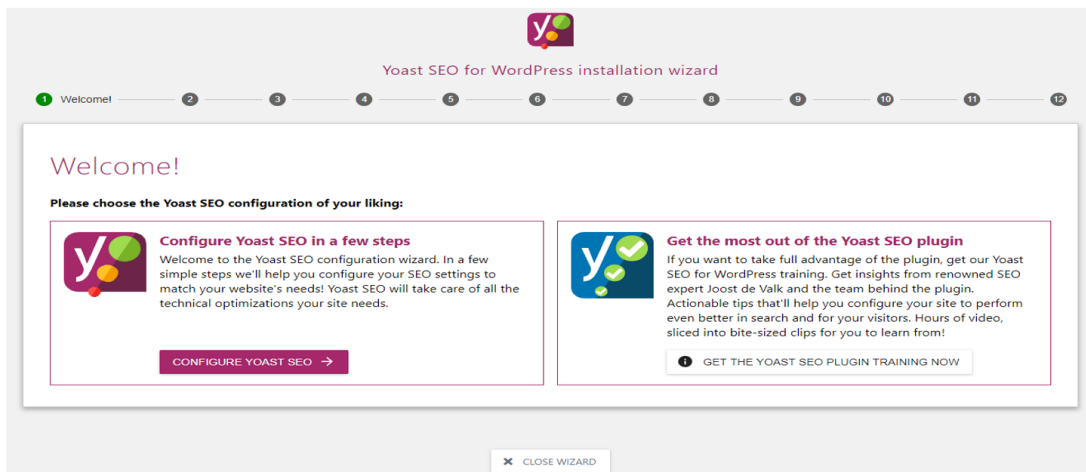 y
Yoast SEO for WordPress installation wizard
1 Welcome! 2 3 4 5 6 7 8 9 10 11 12
Welcome!
Please choose the Yoast SEO configuration of your liking:
y
Configure Yoast SEO in a few steps
Welcome to the Yoast SEO configuration wizard. In a few
simple steps we'll help you configure your SEO settings to
match your website's needs! Yoast SEO will take care of all the
technical optimizations your site needs.
CONFIGURE YOAST SEO →
y
Get the most out of the Yoast SEO plugin
If you want to take full advantage of the plugin, get our Yoast
SEO for WordPress training. Get insights from renowned SEO
expert Joost de Valk and the team behind the plugin.
Actionable tips that'll help you configure your site to perform
even better in search and for your visitors. Hours of video,
sliced into bite-sized clips for you to learn from!
GET THE YOAST SEO PLUGIN TRAINING NOW
✕ CLOSE WIZARD